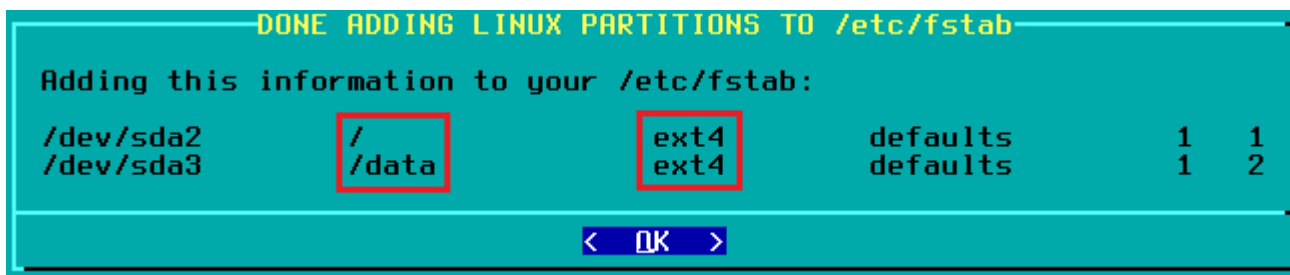 DONE ADDING LINUX PARTITIONS TO /etc/fstab
Adding this information to your /etc/fstab:
/dev/sda2 / ext4 defaults 1 1
/dev/sda3 /data ext4 defaults 1 2
< OK >